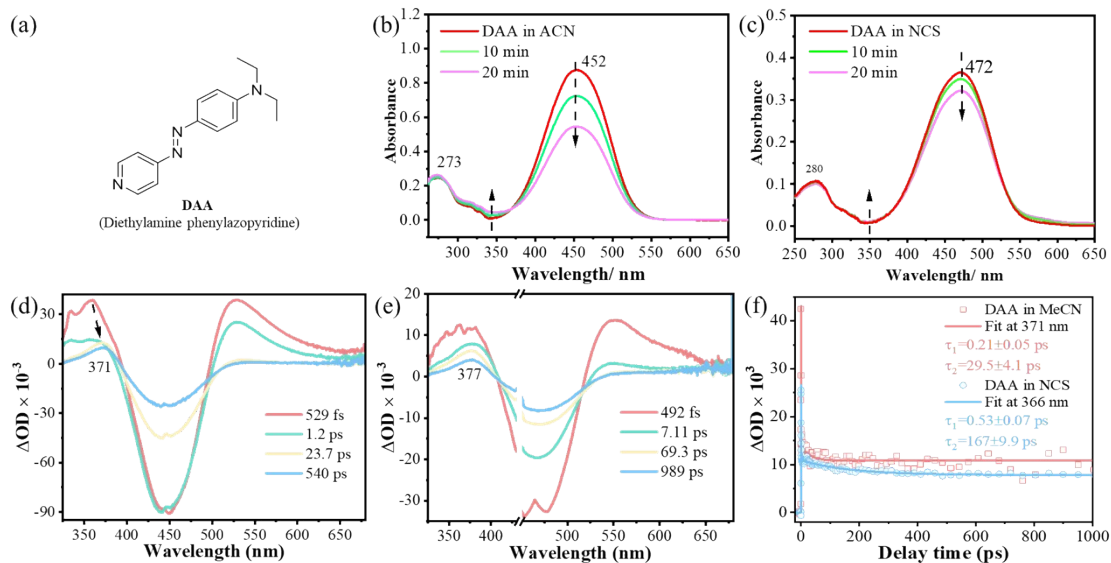 (a)
N
N
N
N
DAA
(Diethylamine phenylazopyridine)
(b)
DAA in ACN
10 min
20 min
452
273
1.2
0.9
0.6
0.3
0.0
Absorbance
300 350 400 450 500 550 600 650
Wavelength/ nm
(c)
DAA in NCS
10 min
20 min
472
280
0.5
0.4
0.3
0.2
0.1
0.0
Absorbance
250 300 350 400 450 500 550 600 650
Wavelength/ nm
(d)
371
529 fs
1.2 ps
23.7 ps
540 ps
30
0
-30
-60
-90
ΔOD × 10⁻³
350 400 450 500 550 600 650
Wavelength (nm)
(e)
377
492 fs
7.11 ps
69.3 ps
989 ps
20
10
0
-10
-20
-30
ΔOD × 10⁻³
350 400 500 550 600 650
Wavelength (nm)
(f)
DAA in MeCN
Fit at 371 nm
τ₁=0.21±0.05 ps
τ₂=29.5±4.1 ps
DAA in NCS
Fit at 366 nm
τ₁=0.53±0.07 ps
τ₂=167±9.9 ps
40
30
20
10
0
ΔOD × 10³
0 200 400 600 800 1000
Delay time (ps)